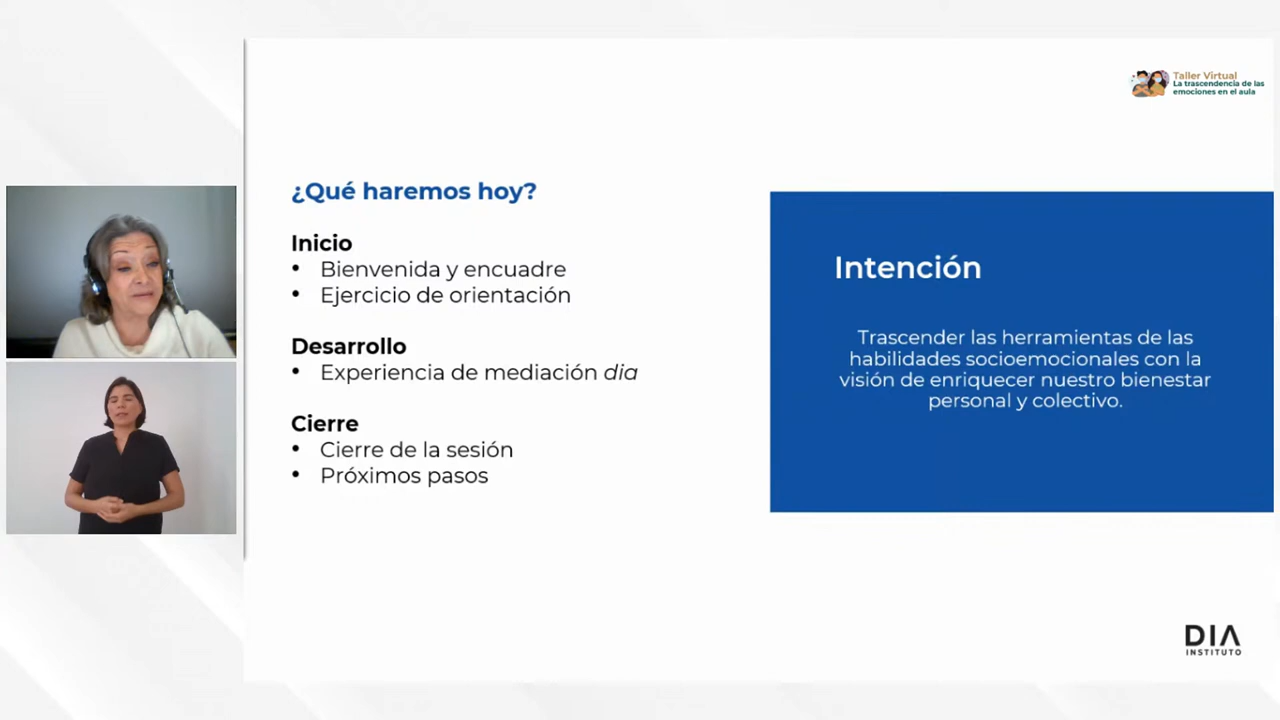 Taller Virtual
La trascendencia de las
emociones en el aula
¿Qué haremos hoy?
Inicio
• Bienvenida y encuadre
• Ejercicio de orientación
Desarrollo
• Experiencia de mediación dia
Cierre
• Cierre de la sesión
• Próximos pasos
Intención
Trascender las herramientas de las
habilidades socioemocionales con la
visión de enriquecer nuestro bienestar
personal y colectivo.
DIA
INSTITUTO